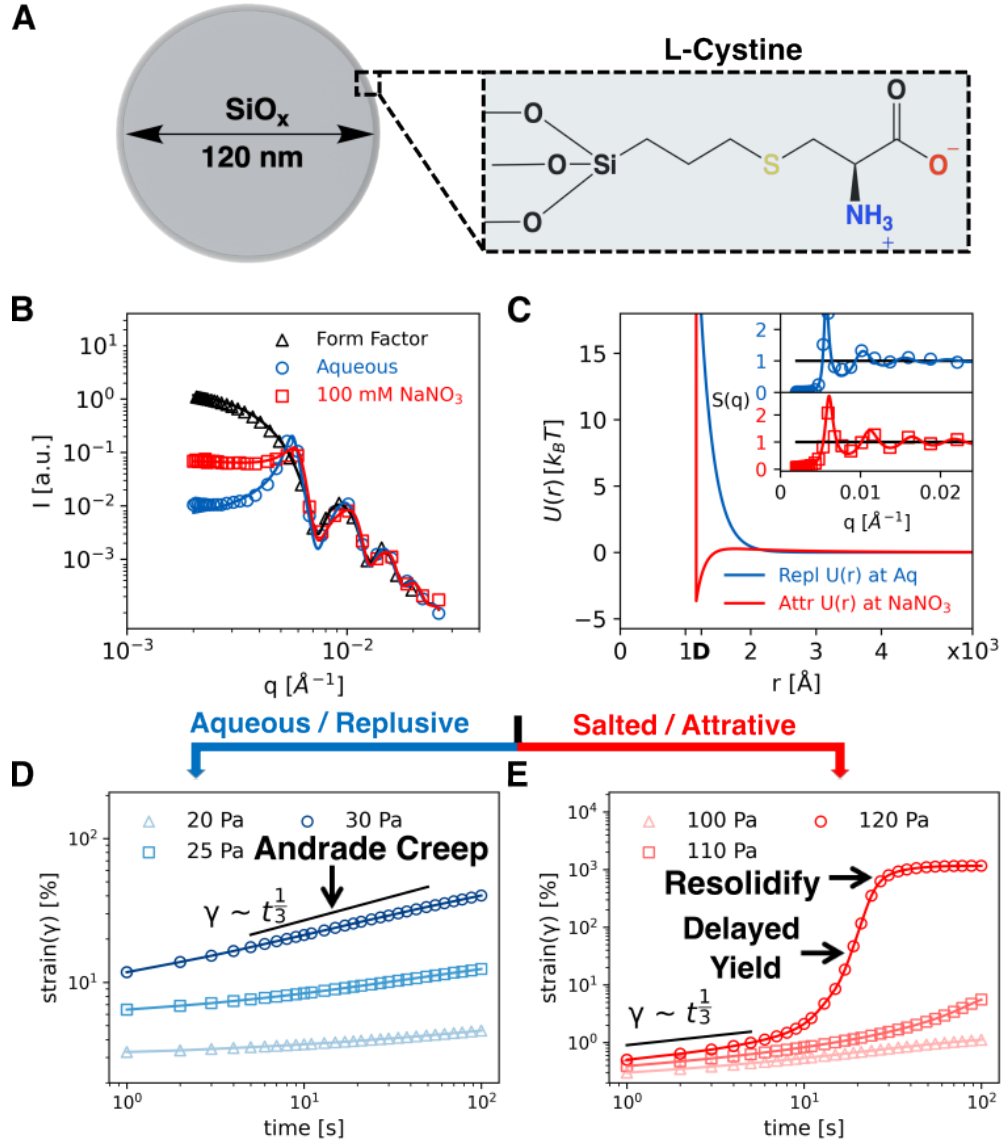 A
L-Cystine
SiOx
120 nm
O
O
O
Si
S
O
O−
NH3
+
B
Form Factor
Aqueous
100 mM NaNO3
10^1
10^0
10^-1
10^-2
10^-3
I [a.u.]
10^-3
10^-2
q [Å^-1]
C
15
10
5
0
−5
U(r) [k_BT]
S(q)
2
1
0
2
1
0
0
0.01
0.02
q [Å^-1]
Repl U(r) at Aq
Attr U(r) at NaNO3
0 1D 2 3 4 x10^3
r [Å]
Aqueous / Replusive
Salted / Attrative
D
20 Pa
30 Pa
25 Pa
Andrade Creep
γ ~ t^1/3
10^2
10^1
strain(γ) [%]
10^0
10^1
10^2
time [s]
E
100 Pa
120 Pa
110 Pa
Resolidify
Delayed
Yield
γ ~ t^1/3
10^4
10^3
10^2
10^1
10^0
strain(γ) [%]
10^0
10^1
10^2
time [s]